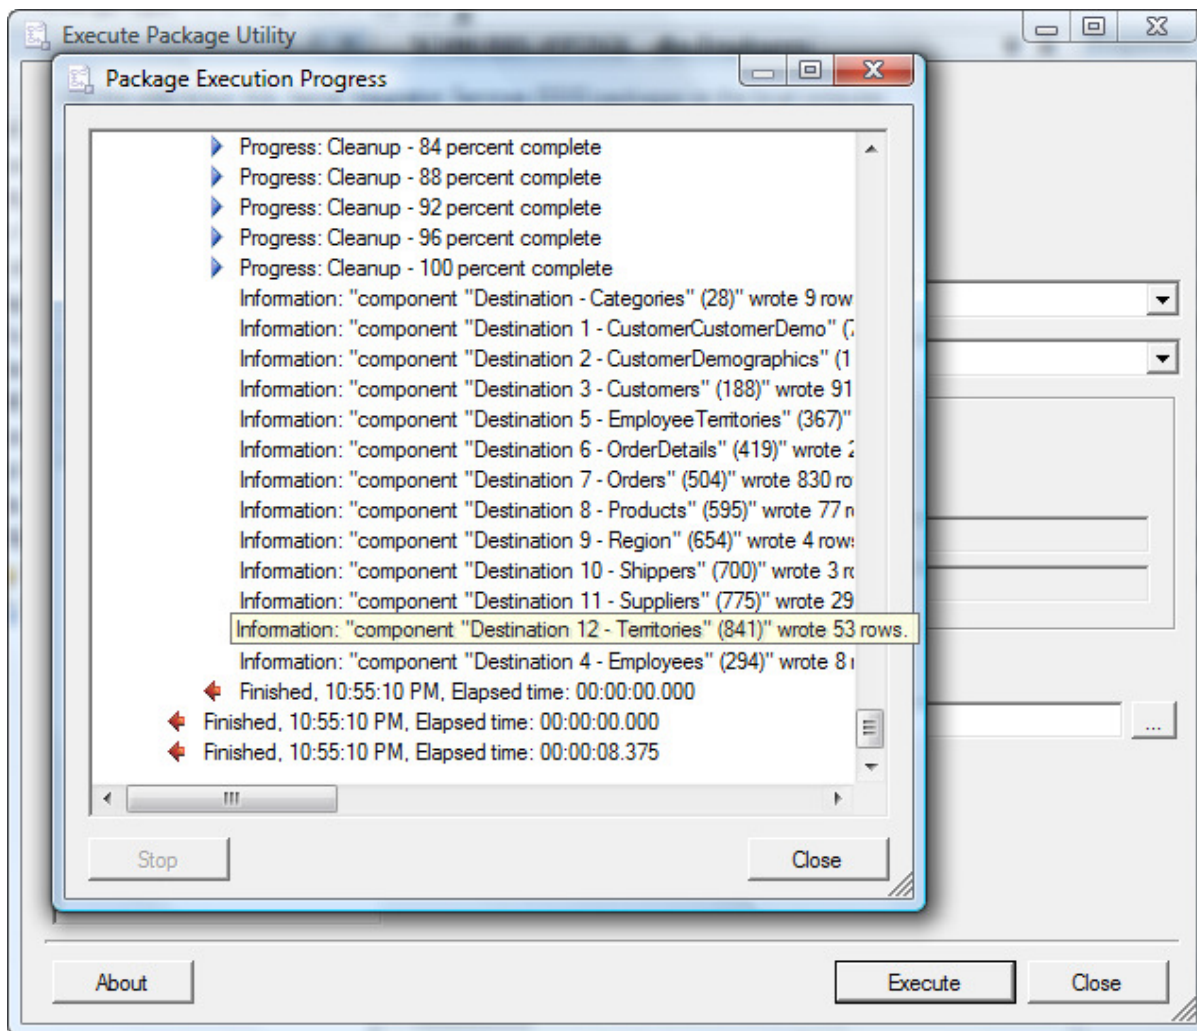 Execute Package Utility
Package Execution Progress
Progress: Cleanup - 84 percent complete
Progress: Cleanup - 88 percent complete
Progress: Cleanup - 92 percent complete
Progress: Cleanup - 96 percent complete
Progress: Cleanup - 100 percent complete
Information: "component "Destination - Categories" (28)" wrote 9 row
Information: "component "Destination 1 - CustomerCustomerDemo" (7
Information: "component "Destination 2 - CustomerDemographics" (1
Information: "component "Destination 3 - Customers" (188)" wrote 91
Information: "component "Destination 5 - EmployeeTerritories" (367)"
Information: "component "Destination 6 - OrderDetails" (419)" wrote 2
Information: "component "Destination 7 - Orders" (504)" wrote 830 ro
Information: "component "Destination 8 - Products" (595)" wrote 77 r
Information: "component "Destination 9 - Region" (654)" wrote 4 rows
Information: "component "Destination 10 - Shippers" (700)" wrote 3 ro
Information: "component "Destination 11 - Suppliers" (775)" wrote 29
Information: "component "Destination 12 - Territories" (841)" wrote 53 rows.
Information: "component "Destination 4 - Employees" (294)" wrote 8 r
Finished, 10:55:10 PM, Elapsed time: 00:00:00.000
Finished, 10:55:10 PM, Elapsed time: 00:00:00.000
Finished, 10:55:10 PM, Elapsed time: 00:00:08.375
...
Stop
Close
About
Execute
Close